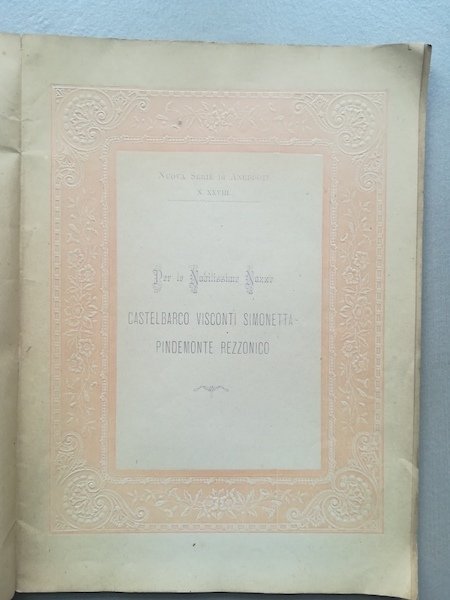 NUOVA SERIE DI ANEDDOTI
N. XXVIII
Per le Nobilissime Nozze
CASTELBARCO VISCONTI SIMONETTA-
PINDEMONTE REZZONICO